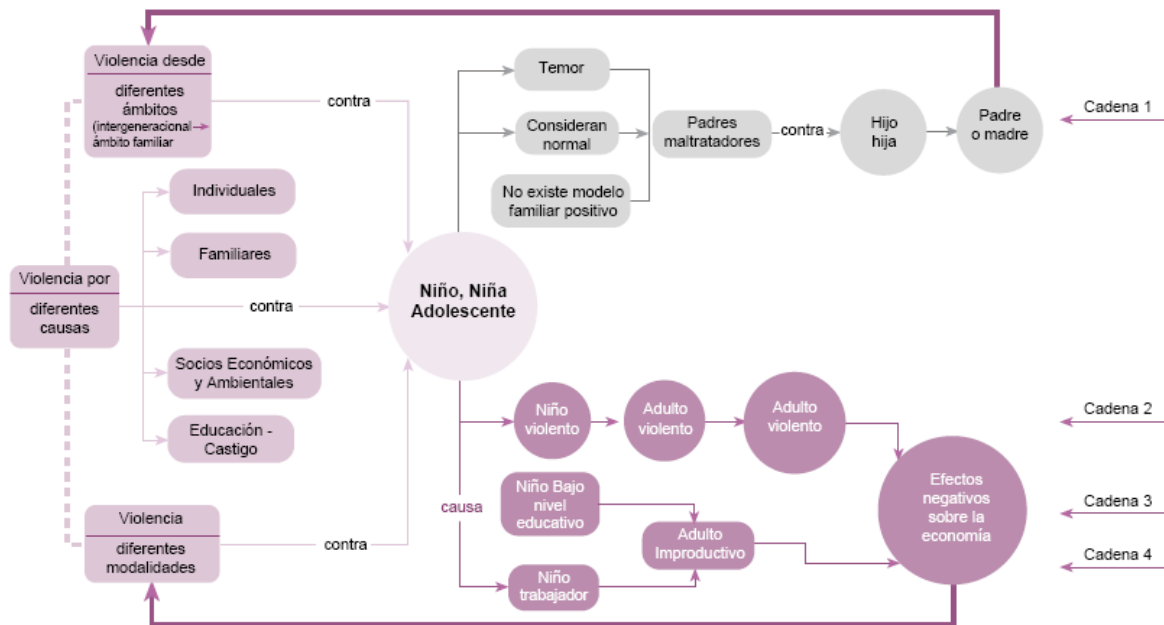 Violencia desde
diferentes
ámbitos
(intergeneracional
ámbito familiar
contra
Individuales
Familiares
Violencia por
diferentes
causas
contra
Socios Económicos
y Ambientales
Educación -
Castigo
Violencia
diferentes
modalidades
contra
Niño, Niña
Adolescente
Temor
Consideran
normal
No existe modelo
familiar positivo
Padres
maltratadores
contra
Hijo
hija
Padre
o madre
Cadena 1
causa
Niño
violento
Adulto
violento
Adulto
violento
Niño Bajo
nivel
educativo
Niño
trabajador
Adulto
Improductivo
Efectos
negativos
sobre la
economía
Cadena 2
Cadena 3
Cadena 4